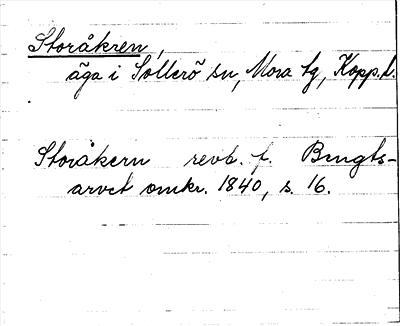 Storåkren,
äga i Sollerö sn, Mora tg, Kopp.l.
Storåkern revb. f. Bengts-
arvet omkr. 1840, s. 16.